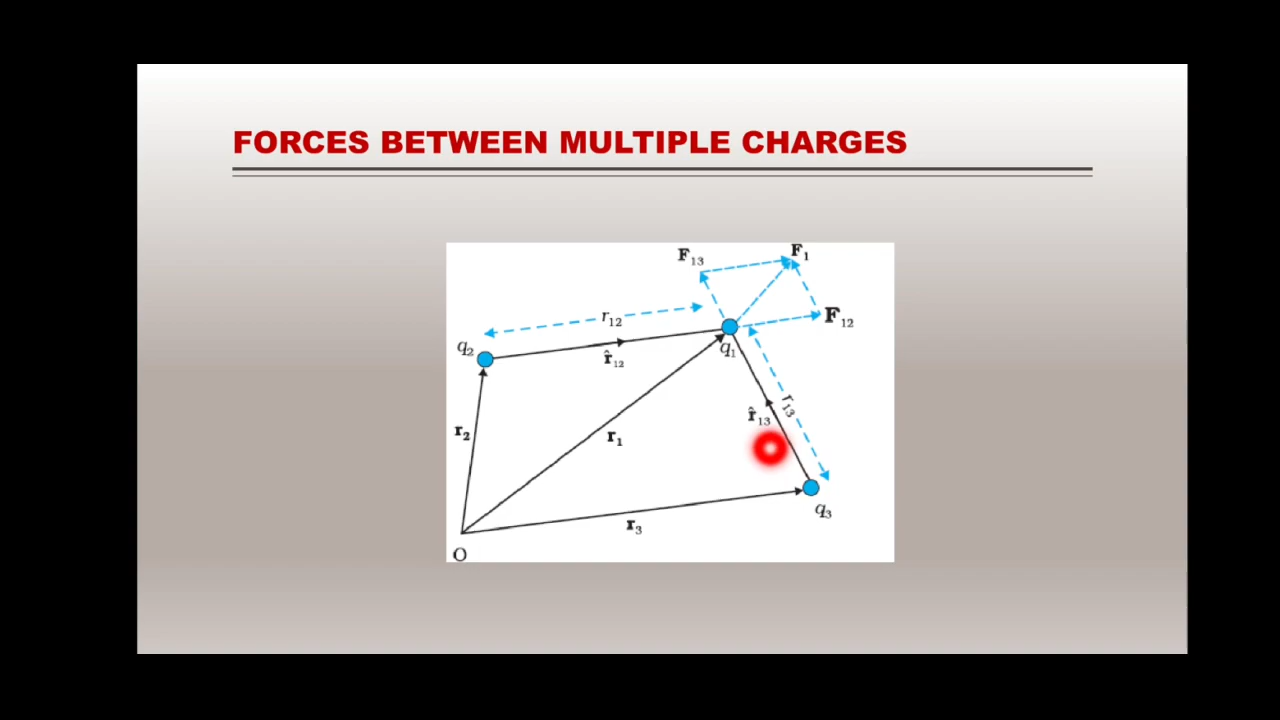 FORCES BETWEEN MULTIPLE CHARGES
F₁₃
F₁
r₁₂
F₁₂
q₂
q₁
r̂₁₂
r₁₃
r̂₁₃
r₂
r₁
q₃
r₃
O